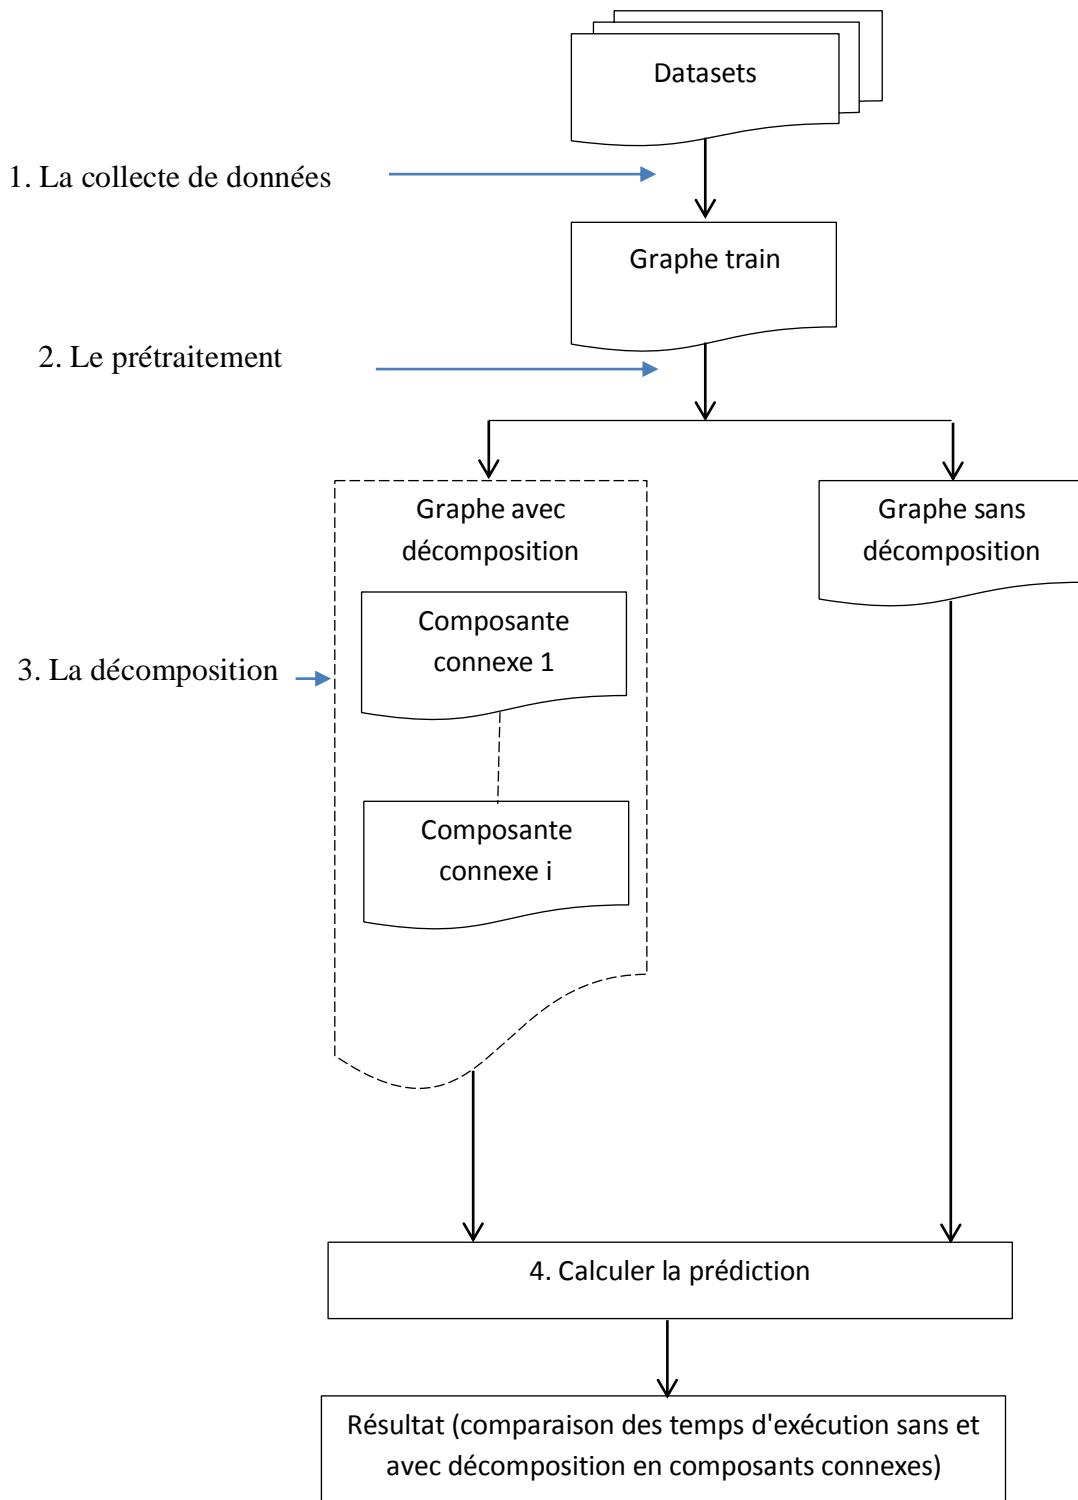 Datasets
1. La collecte de données
Graphe train
2. Le prétraitement
Graphe avec
décomposition
Graphe sans
décomposition
Composante
connexe 1
3. La décomposition
Composante
connexe i
4. Calculer la prédiction
Résultat (comparaison des temps d'exécution sans et
avec décomposition en composants connexes)